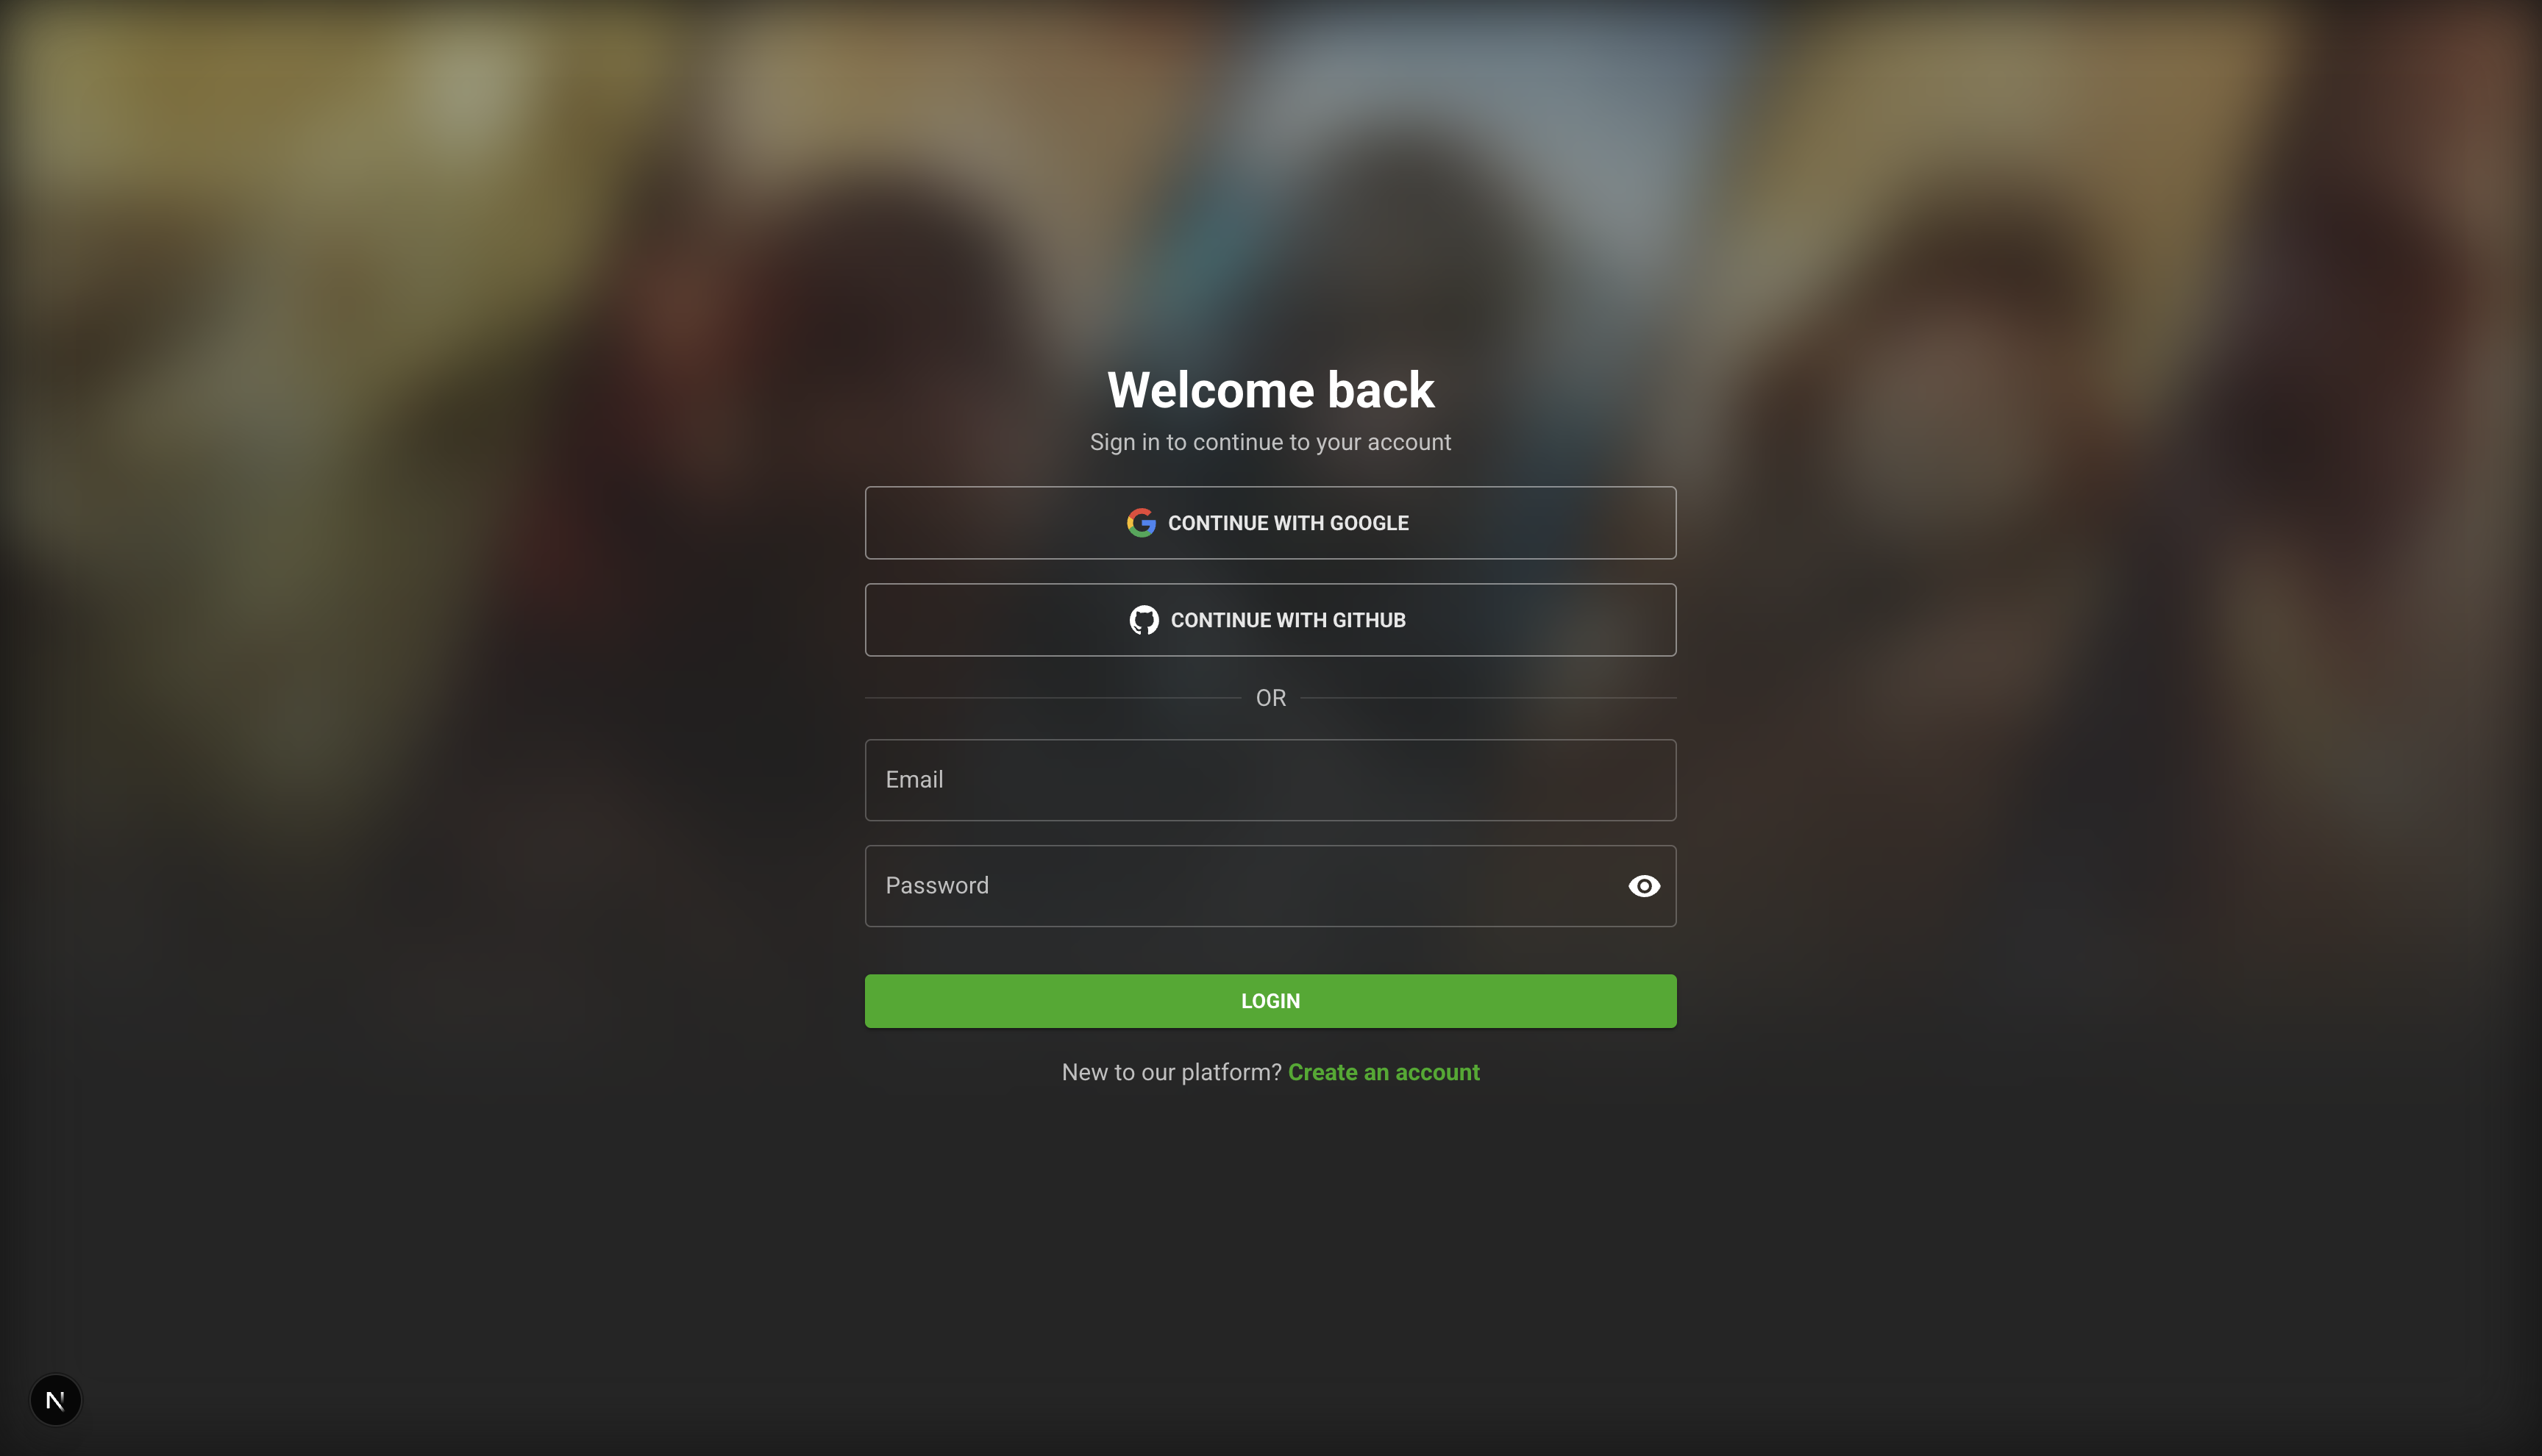 Welcome back
Sign in to continue to your account
CONTINUE WITH GOOGLE
CONTINUE WITH GITHUB
OR
Email
Password
LOGIN
New to our platform? Create an account
N